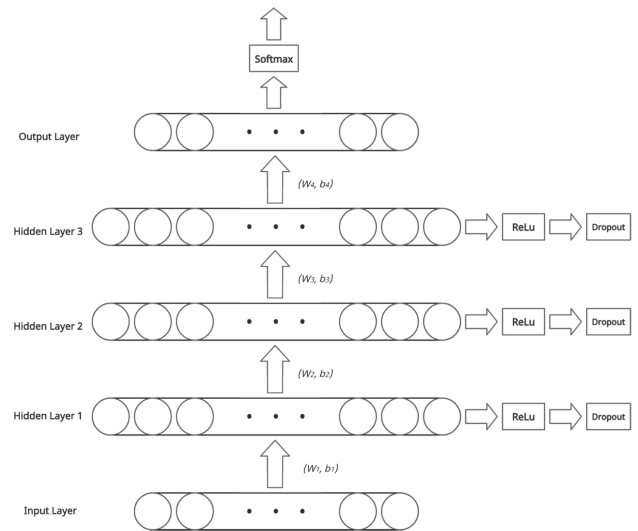 Softmax
Output Layer
(W₄, b₄)
Hidden Layer 3
ReLu
Dropout
(W₃, b₃)
Hidden Layer 2
ReLu
Dropout
(W₂, b₂)
Hidden Layer 1
ReLu
Dropout
(W₁, b₁)
Input Layer